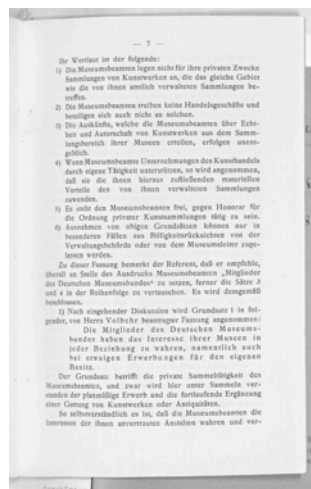 — 7 —
Ihr Wortlaut ist der folgende:
1) Die Museumsbeamten legen nicht für ihre privaten Zwecke
Sammlungen von Kunstwerken an, die das gleiche Gebiet
wie die von ihnen amtlich verwalteten Sammlungen be-
treffen.
2) Die Museumsbeamten treiben keine Handelsgeschäfte und
beteiligen sich auch nicht an solchen.
3) Die Auskünfte, welche die Museumsbeamten über Echt-
heit und Autorschaft von Kunstwerken aus dem Samm-
lungsbereich ihrer Museen erteilen, erfolgen unent-
geltlich.
4) Wenn Museumsbeamte Unternehmungen des Kunsthandels
durch eigene Tätigkeit unterstützen, so wird angenommen,
daß sie die ihnen hieraus zufließenden materiellen
Vorteile den von ihnen verwalteten Sammlungen
zuwenden.
5) Es steht den Museumsbeamten frei, gegen Honorar für
die Ordnung privater Kunstsammlungen tätig zu sein.
6) Ausnahmen von obigen Grundsätzen können nur in
besonderen Fällen aus Billigkeitsrücksichten von der
Verwaltungsbehörde oder von dem Museumsleiter zuge-
lassen werden.
Zu dieser Fassung bemerkt der Referent, daß er empfehle,
überall an Stelle des Ausdrucks Museumsbeamten „Mitglieder
des Deutschen Museumsbundes“ zu setzen, ferner die Sätze 3
und 4 in der Reihenfolge zu vertauschen. Es wird demgemäß
beschlossen.
1) Nach eingehender Diskussion wird Grundsatz 1 in fol-
gender, von Herrn Volbehr beantragter Fassung angenommen:
Die Mitglieder des Deutschen Museums-
bundes haben das Interesse ihrer Museen in
jeder Beziehung zu wahren, namentlich auch
bei etwaigen Erwerbungen für den eigenen
Besitz.
Der Grundsatz betrifft die private Sammeltätigkeit des
Museumsbeamten, und zwar wird hier unter Sammeln ver-
standen der planmäßige Erwerb und die fortlaufende Ergänzung
einer Gattung von Kunstwerken oder Antiquitäten.
So selbstverständlich es ist, daß die Museumsbeamten die
Interessen der ihnen anvertrauten Anstalten wahren und ver-